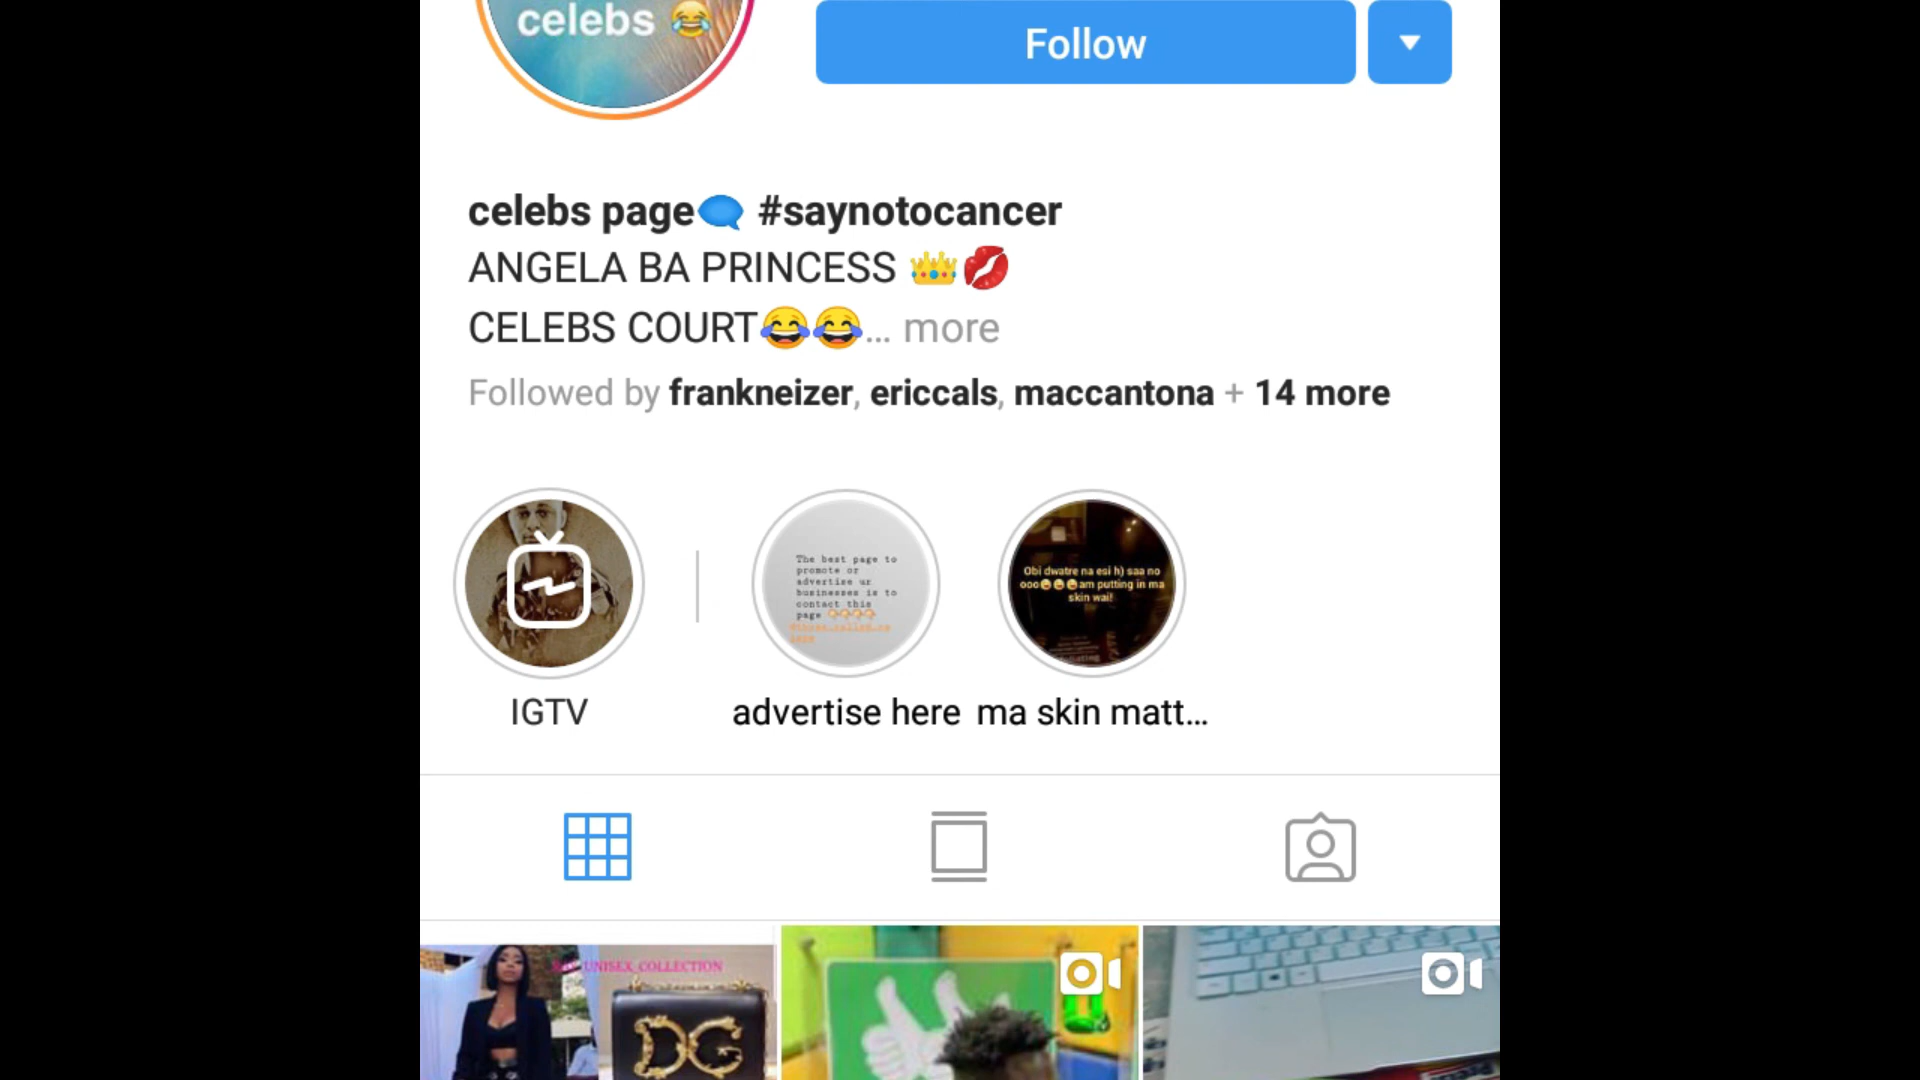 celebs 😂
Follow
celebs page🗨 #saynotocancer
ANGELA BA PRINCESS 👑💋
CELEBS COURT😂😂... more
Followed by frankneizer, ericcals, maccantona + 14 more
The best page to
promote or
advertise ur
businesses is to
contact this
page 👇👇👇👇
Obi dwatre na esi h) saa no
ooo😄😄😄am putting in ma
skin wai!
IGTV
advertise here
ma skin matt...
UNISEX COLLECTION
DG